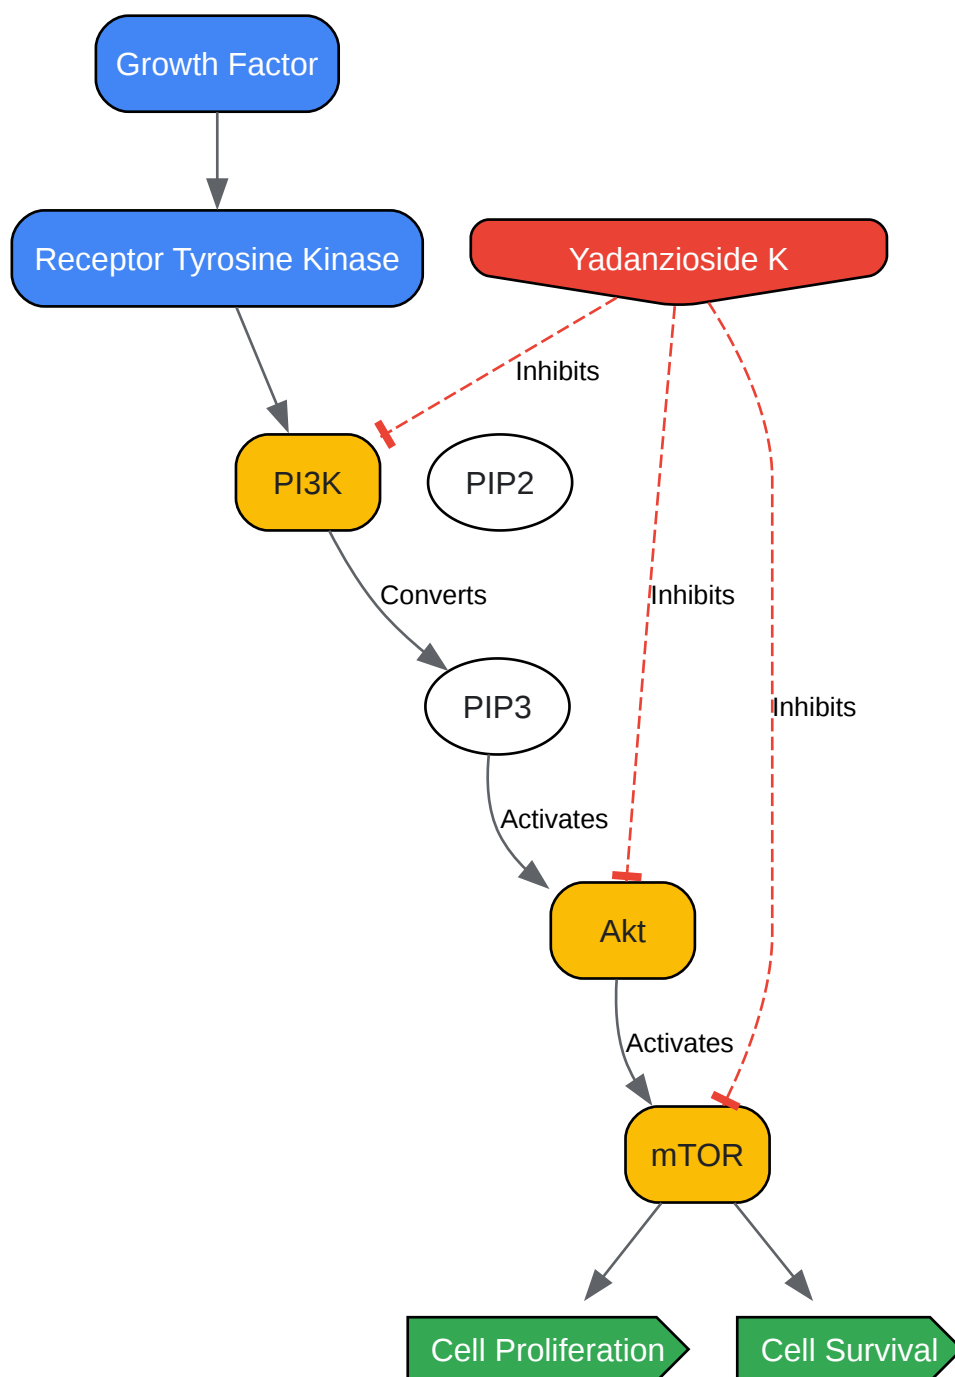 Growth Factor
Receptor Tyrosine Kinase
Yadanzioside K
Inhibits
PI3K
PIP2
Converts
Inhibits
PIP3
Inhibits
Activates
Akt
Activates
mTOR
Cell Proliferation
Cell Survival